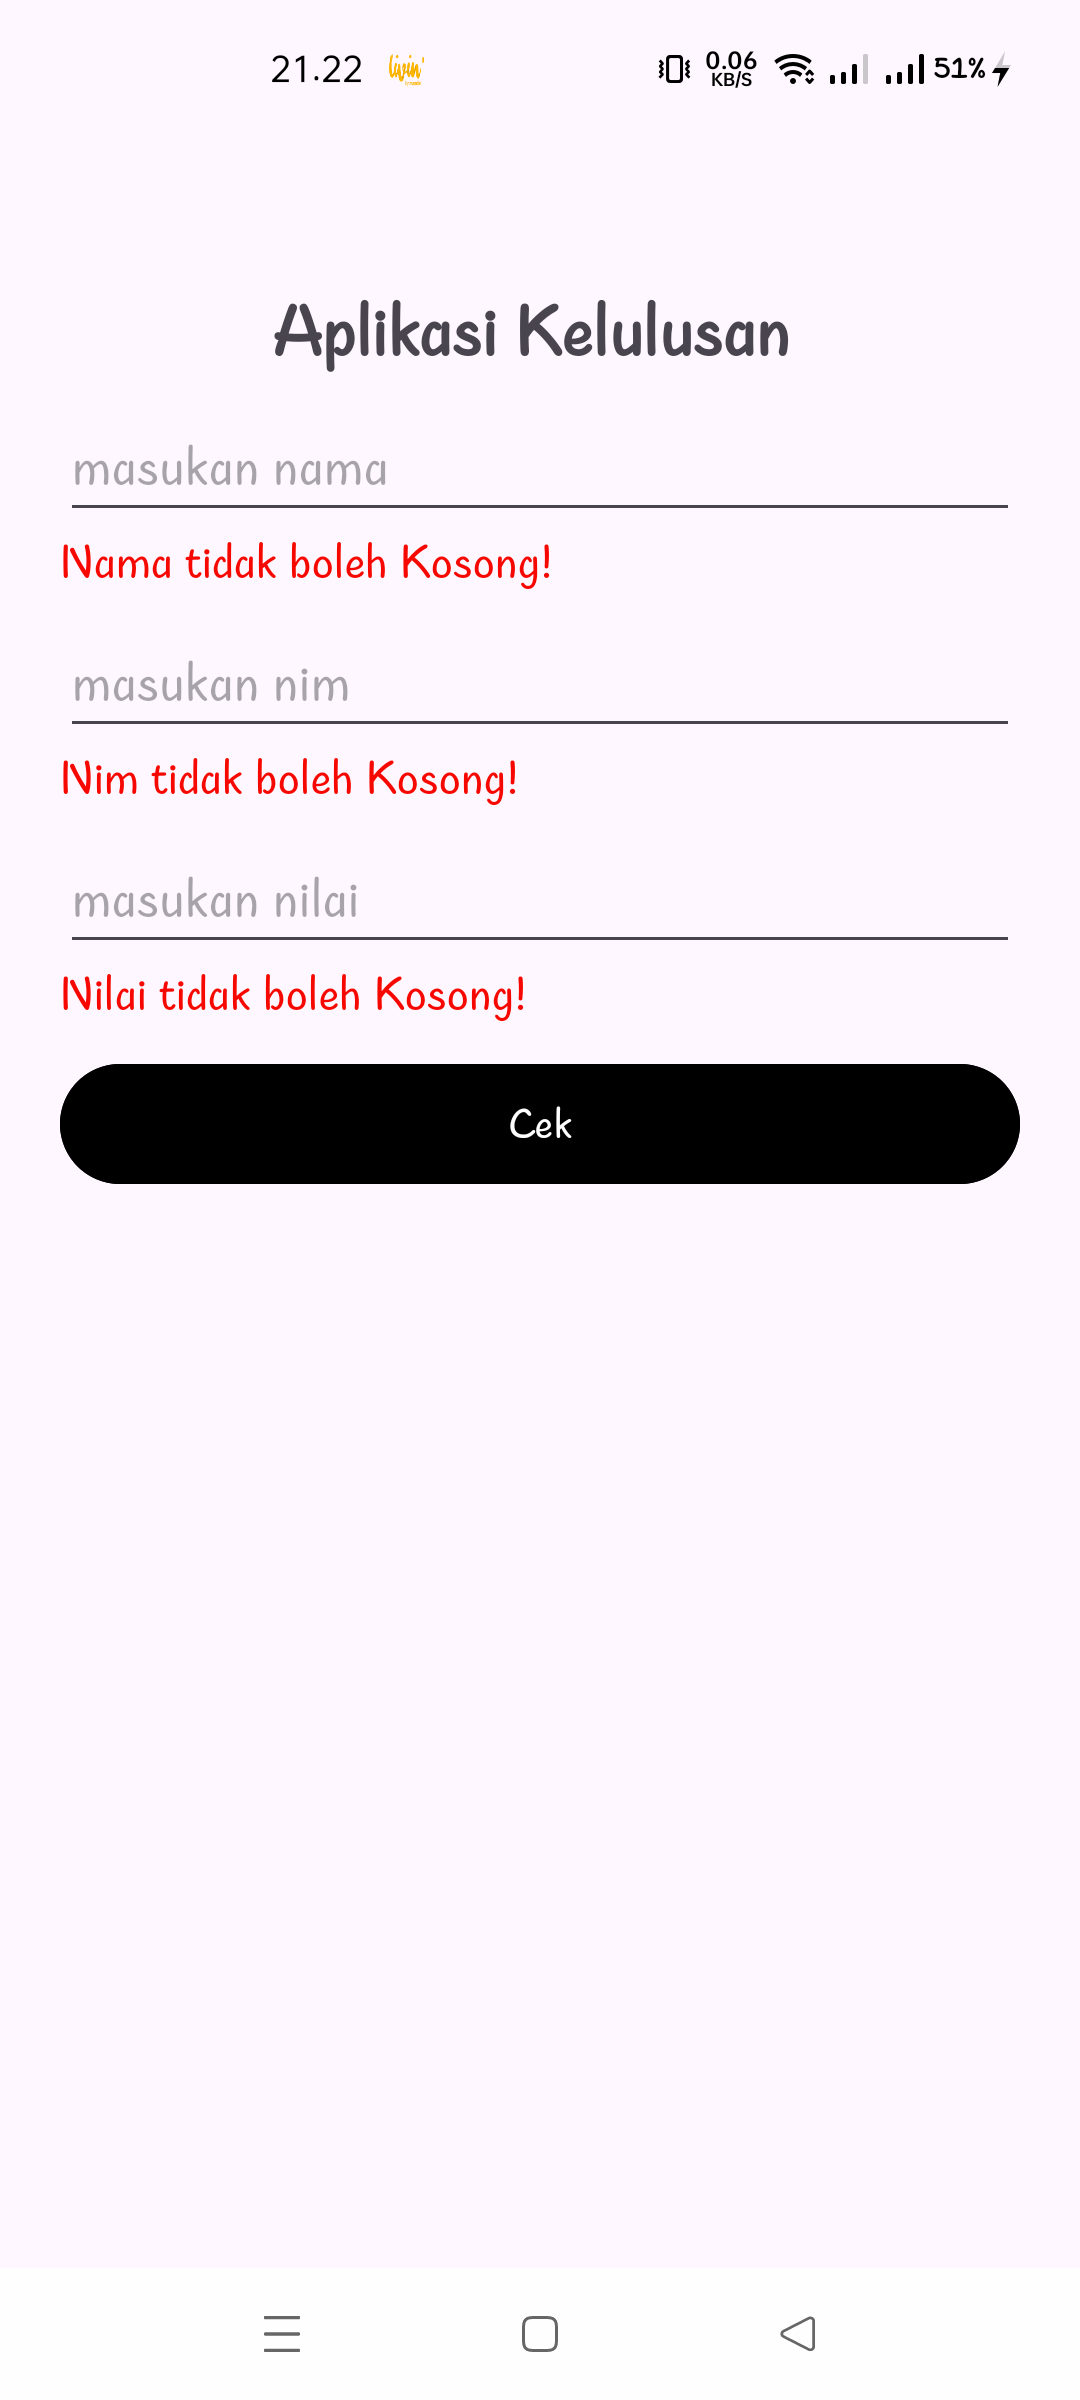 21.22 livin' 0.06 KB/S 51%
Aplikasi Kelulusan
masukan nama
Nama tidak boleh Kosong!
masukan nim
Nim tidak boleh Kosong!
masukan nilai
Nilai tidak boleh Kosong!
Cek